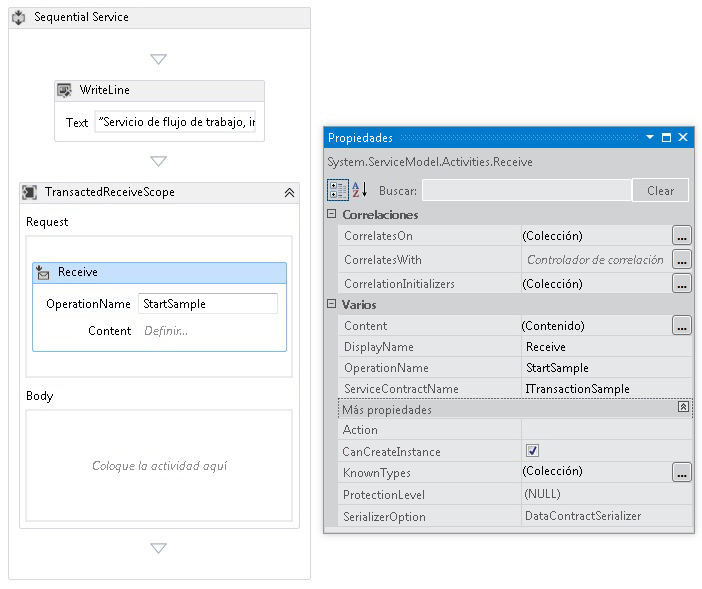 Sequential Service
WriteLine
Text "Servicio de flujo de trabajo, ir
TransactedReceiveScope
Request
Receive
OperationName StartSample
Content Definir...
Body
Coloque la actividad aquí
Propiedades
System.ServiceModel.Activities.Receive
Buscar: Clear
Correlaciones
CorrelatesOn (Colección) ...
CorrelatesWith Controlador de correlación ...
CorrelationInitializers (Colección) ...
Varios
Content (Contenido) ...
DisplayName Receive
OperationName StartSample
ServiceContractName ITransactionSample
Más propiedades
Action
CanCreateInstance
KnownTypes (Colección) ...
ProtectionLevel (NULL)
SerializerOption DataContractSerializer